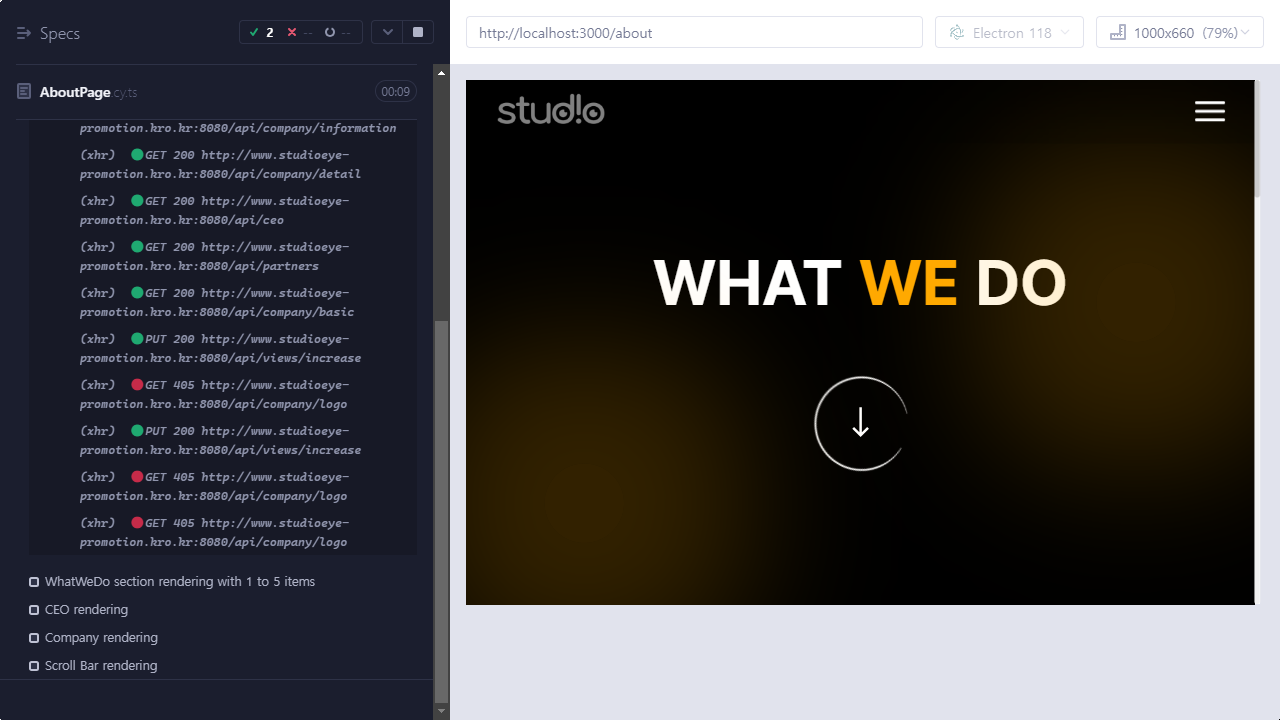 Specs
2
--
--
http://localhost:3000/about
Electron 118
1000x660 (79%)
AboutPage.cy.ts
00:09
promotion.kro.kr:8080/api/company/information
(xhr) GET 200 http://www.studioeye-
promotion.kro.kr:8080/api/company/detail
(xhr) GET 200 http://www.studioeye-
promotion.kro.kr:8080/api/ceo
(xhr) GET 200 http://www.studioeye-
promotion.kro.kr:8080/api/partners
(xhr) GET 200 http://www.studioeye-
promotion.kro.kr:8080/api/company/basic
(xhr) PUT 200 http://www.studioeye-
promotion.kro.kr:8080/api/views/increase
(xhr) GET 405 http://www.studioeye-
promotion.kro.kr:8080/api/company/logo
(xhr) PUT 200 http://www.studioeye-
promotion.kro.kr:8080/api/views/increase
(xhr) GET 405 http://www.studioeye-
promotion.kro.kr:8080/api/company/logo
(xhr) GET 405 http://www.studioeye-
promotion.kro.kr:8080/api/company/logo
WhatWeDo section rendering with 1 to 5 items
CEO rendering
Company rendering
Scroll Bar rendering
stud!o
WHAT WE DO